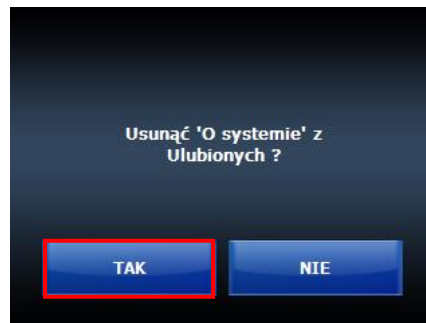 Usunąć 'O systemie' z
Ulubionych ?
TAK
NIE